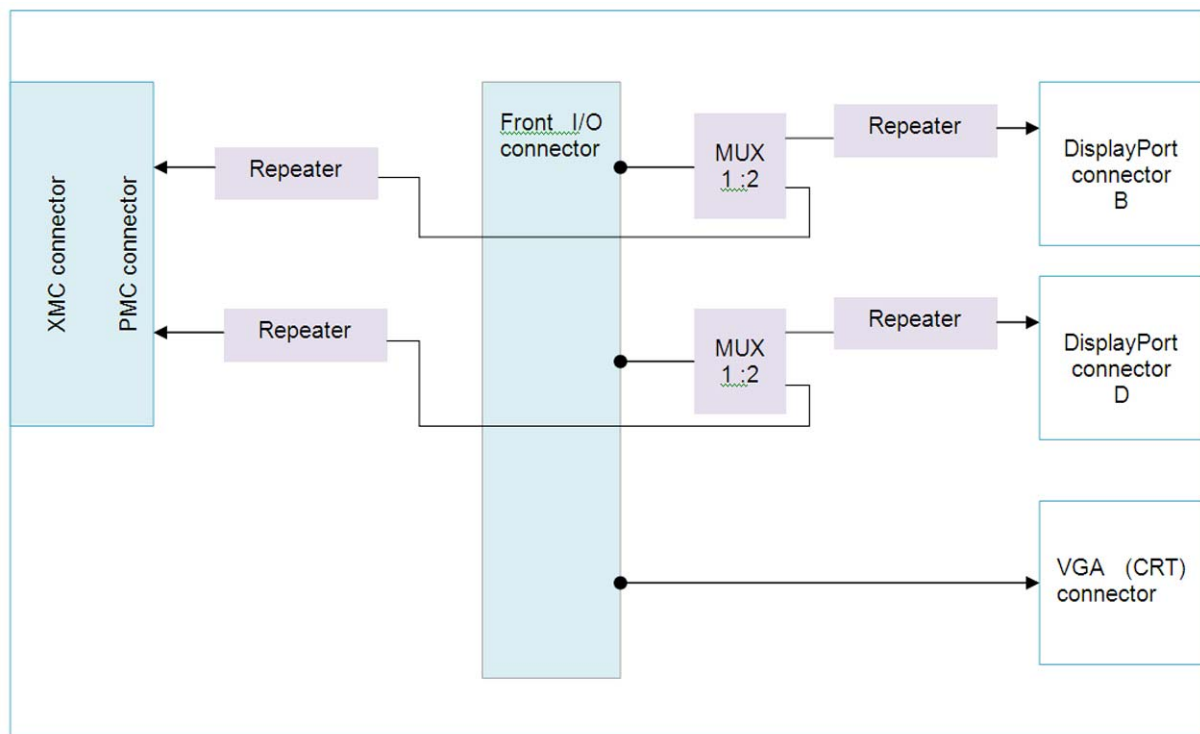 XMC connector
PMC connector
Repeater
Repeater
Front I/O
connector
MUX
1 :2
Repeater
DisplayPort
connector
B
MUX
1 :2
Repeater
DisplayPort
connector
D
VGA (CRT)
connector